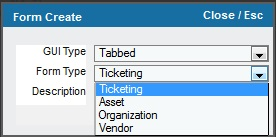 Form Create Close / Esc
GUI Type Tabbed
Form Type Ticketing
Description Ticketing
Asset
Organization
Vendor